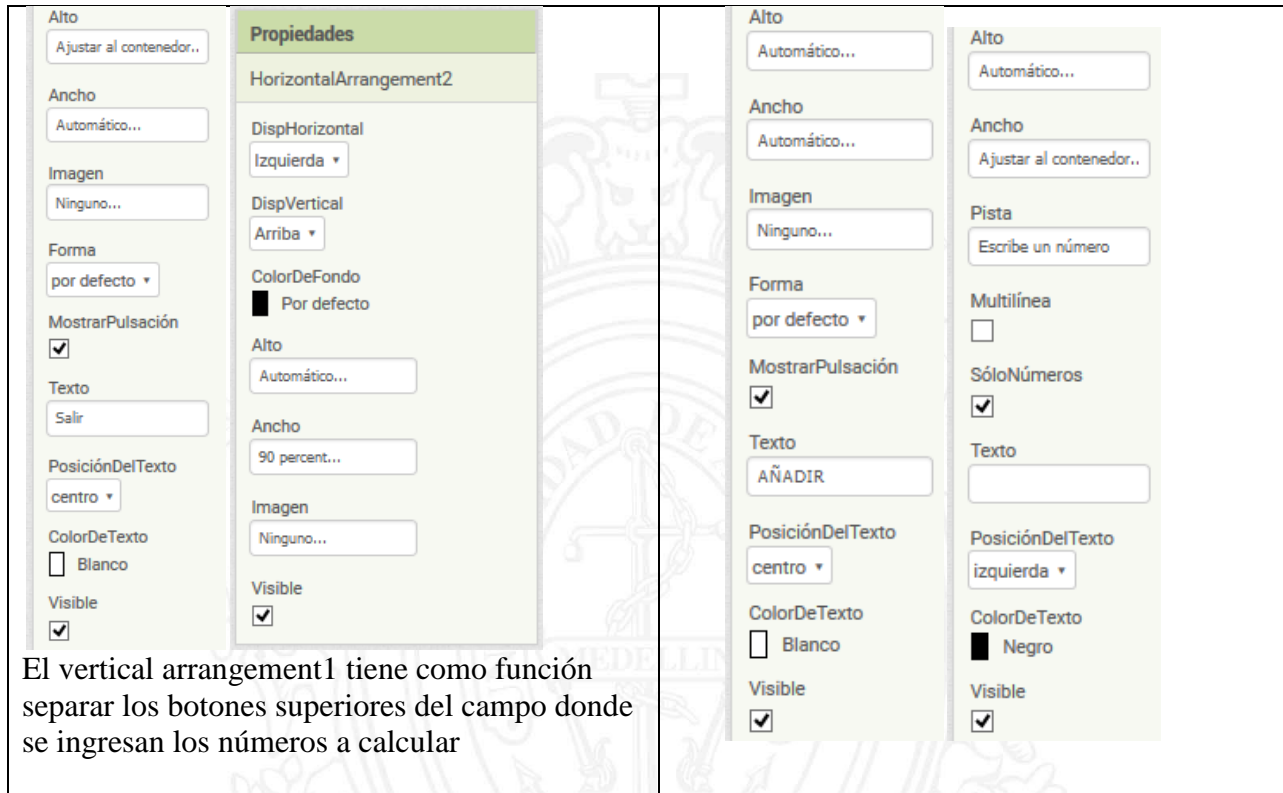 Alto
Ajustar al contenedor..
Ancho
Automático...
Imagen
Ninguno...
Forma
por defecto
MostrarPulsación
Texto
Salir
PosiciónDelTexto
centro
ColorDeTexto
Blanco
Visible
Propiedades
HorizontalArrangement2
DispHorizontal
Izquierda
DispVertical
Arriba
ColorDeFondo
Por defecto
Alto
Automático...
Ancho
90 percent...
Imagen
Ninguno...
Visible
El vertical arrangement1 tiene como función
separar los botones superiores del campo donde
se ingresan los números a calcular
Alto
Automático...
Ancho
Automático...
Imagen
Ninguno...
Forma
por defecto
MostrarPulsación
Texto
AÑADIR
PosiciónDelTexto
centro
ColorDeTexto
Blanco
Visible
Alto
Automático...
Ancho
Ajustar al contenedor..
Pista
Escribe un número
Multilínea
SóloNúmeros
Texto
PosiciónDelTexto
izquierda
ColorDeTexto
Negro
Visible